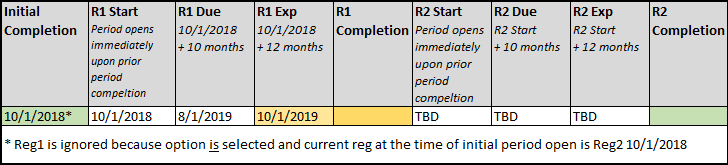 Initial Completion
R1 Start
Period opens immediately upon prior period compeltion
R1 Due
10/1/2018 + 10 months
R1 Exp
10/1/2018 + 12 months
R1 Completion
R2 Start
Period opens immediately upon prior period compeltion
R2 Due
R2 Start + 10 months
R2 Exp
R2 Start + 12 months
R2 Completion
10/1/2018* 10/1/2018 8/1/2019 10/1/2019 TBD TBD TBD
* Reg1 is ignored because option is selected and current reg at the time of initial period open is Reg2 10/1/2018